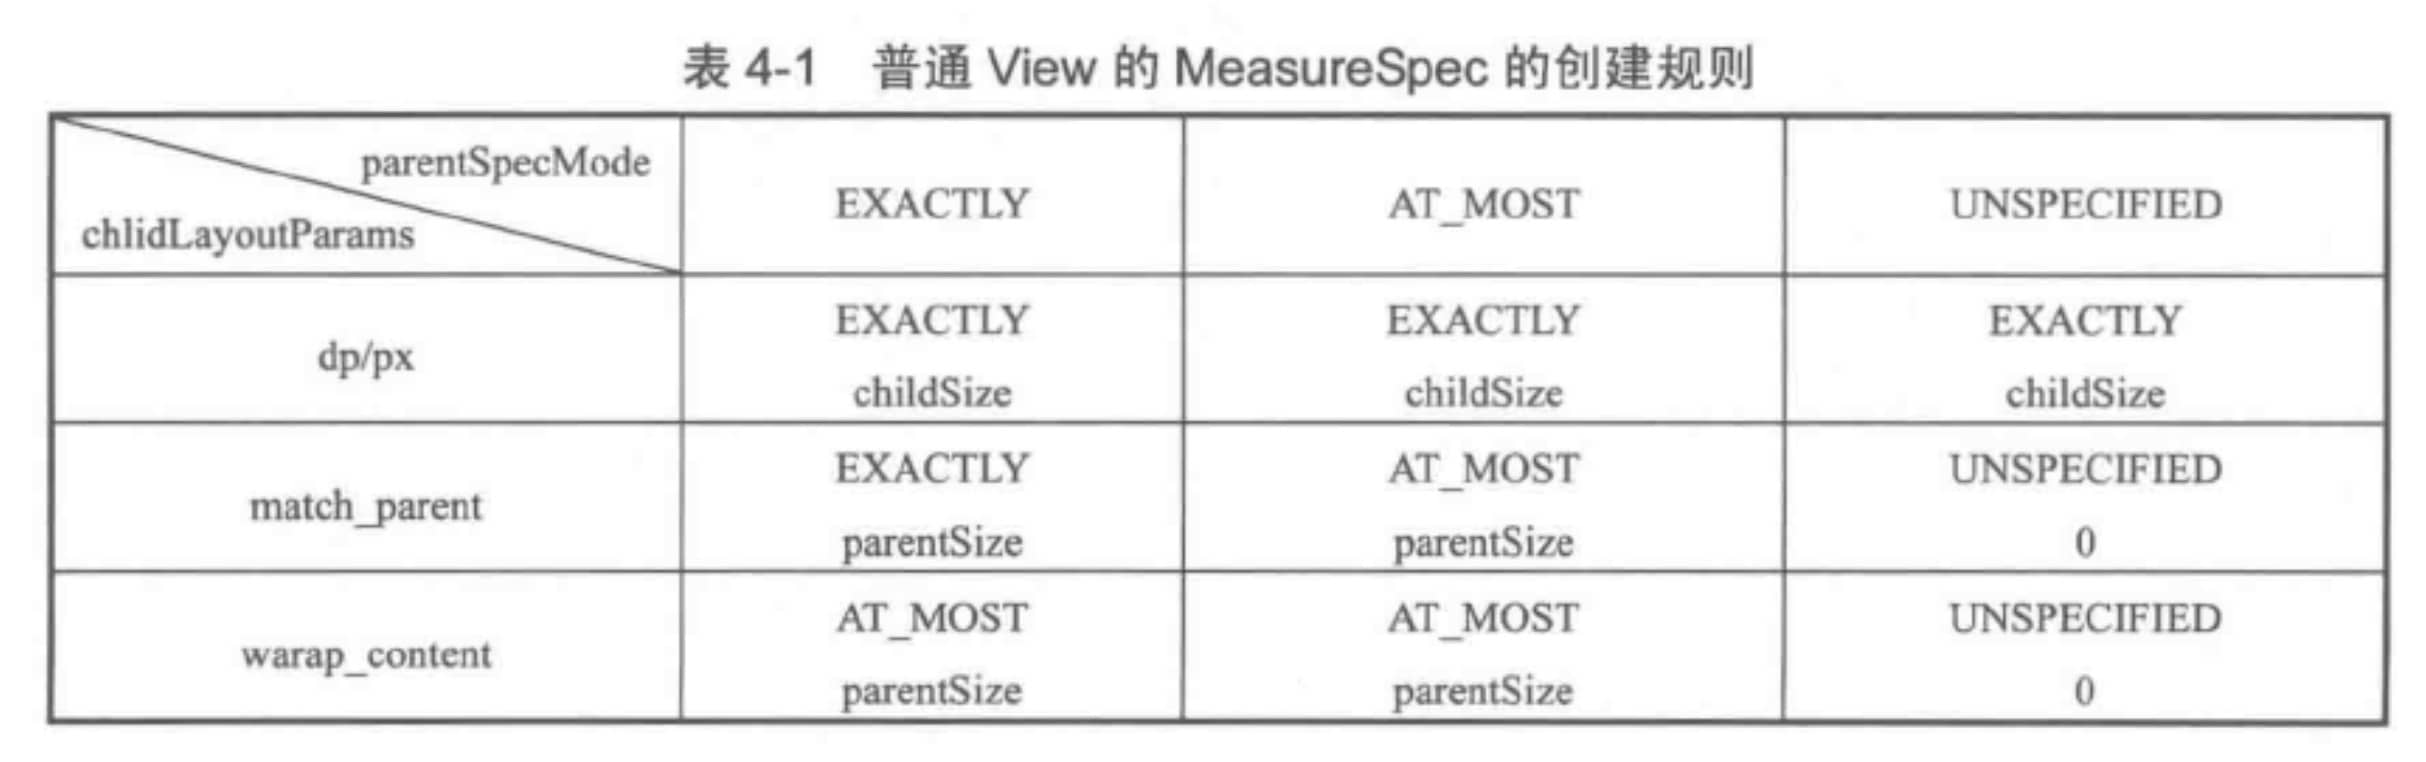 表 4-1 普通 View 的 MeasureSpec 的创建规则
parentSpecMode
chlidLayoutParams
EXACTLY
AT_MOST
UNSPECIFIED
dp/px
EXACTLY
childSize
EXACTLY
childSize
EXACTLY
childSize
match_parent
EXACTLY
parentSize
AT_MOST
parentSize
UNSPECIFIED
0
warap_content
AT_MOST
parentSize
AT_MOST
parentSize
UNSPECIFIED
0